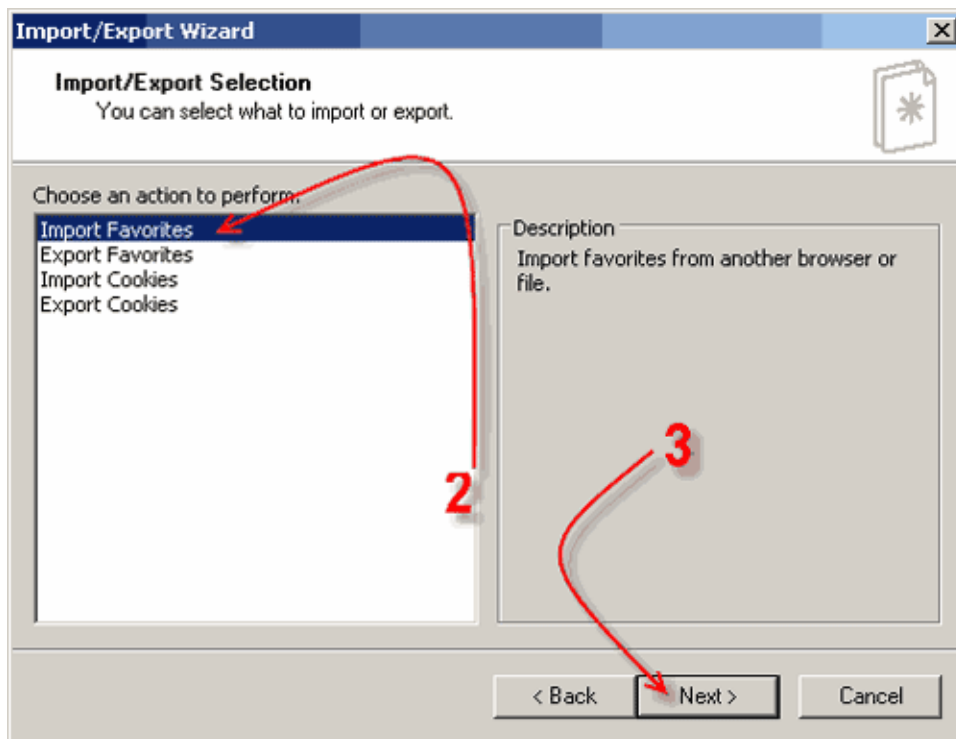 Import/Export Wizard
Import/Export Selection
You can select what to import or export.
Choose an action to perform:
Import Favorites
Export Favorites
Import Cookies
Export Cookies
Description
Import favorites from another browser or
file.
2
3
< Back
Next >
Cancel